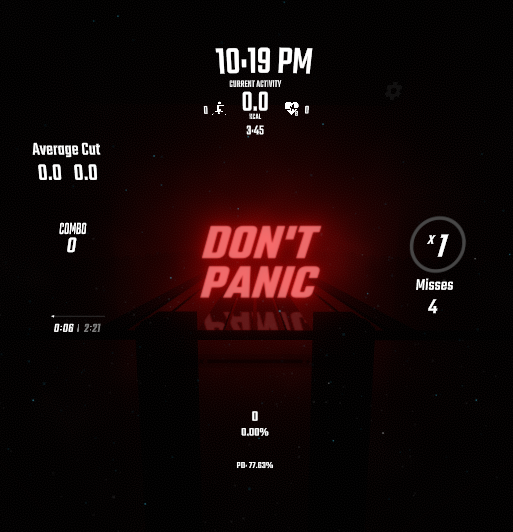 10:19 PM
CURRENT ACTIVITY
0 0.0 0
KCAL
3:45
Average Cut
0.0 0.0
COMBO
0
DON'T
PANIC
x1
Misses
4
0:06 | 2:21
0
0.00%
PB: 77.83%